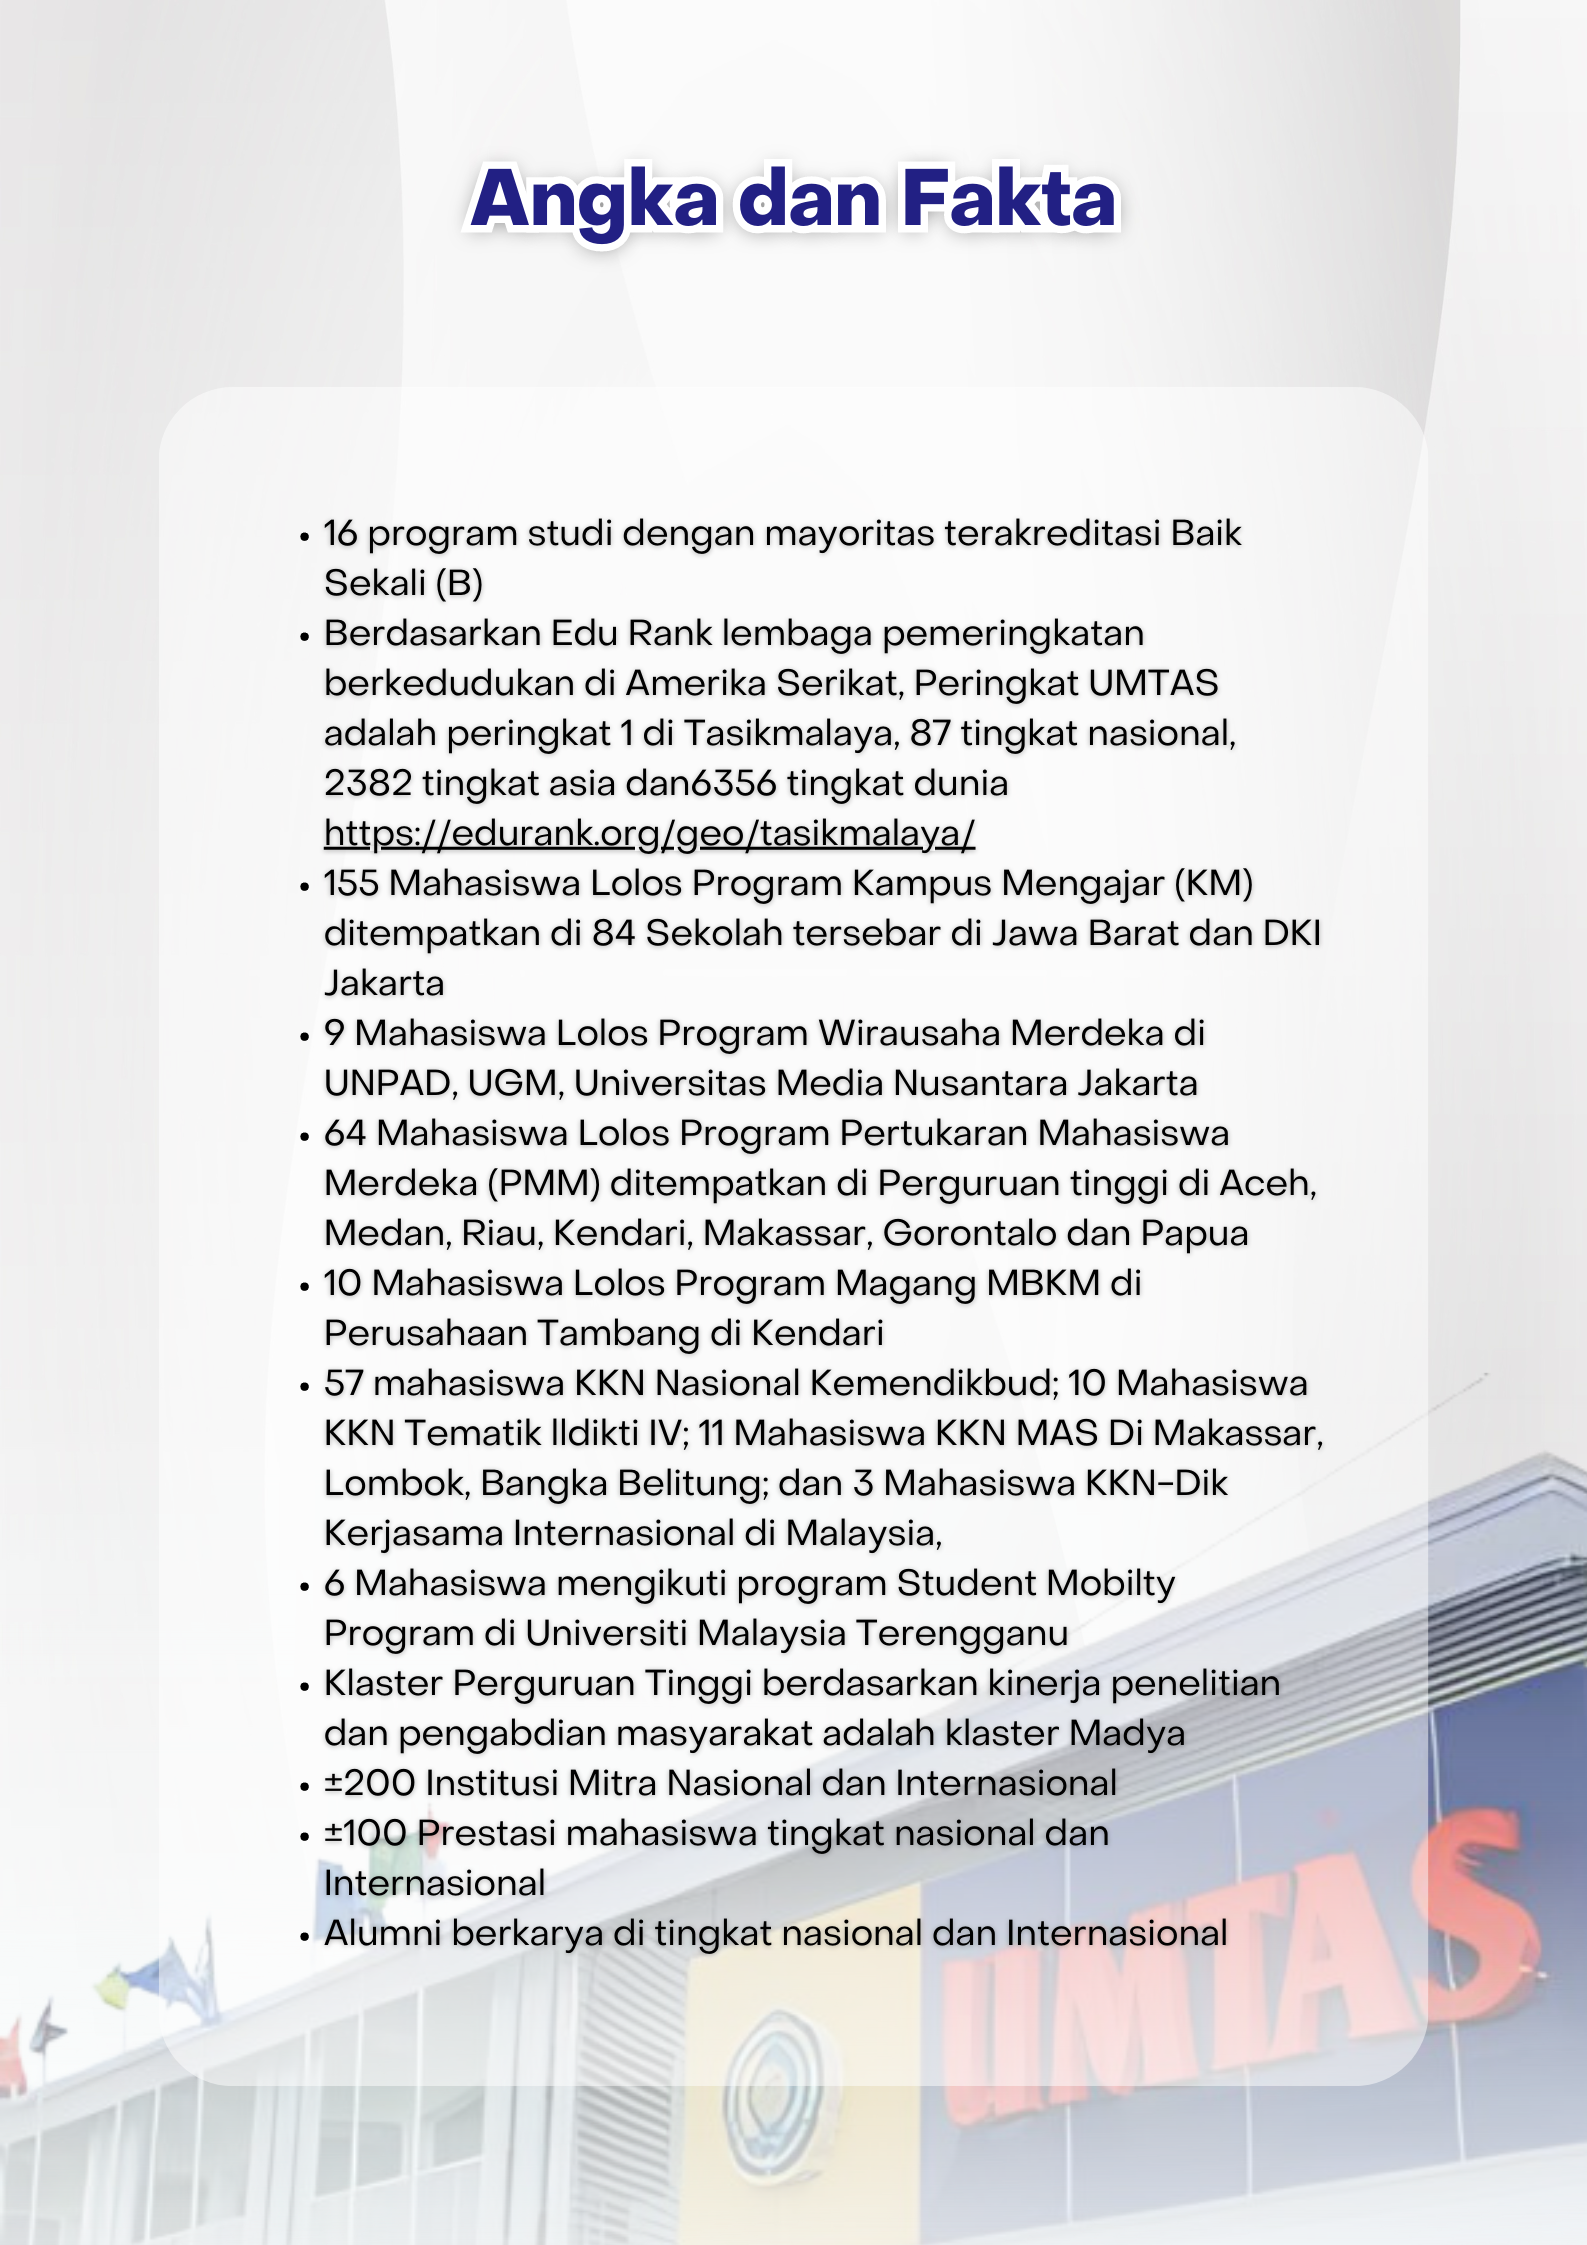 Angka dan Fakta
• 16 program studi dengan mayoritas terakreditasi Baik
Sekali (B)
• Berdasarkan Edu Rank lembaga pemeringkatan
berkedudukan di Amerika Serikat, Peringkat UMTAS
adalah peringkat 1 di Tasikmalaya, 87 tingkat nasional,
2382 tingkat asia dan6356 tingkat dunia
https://edurank.org/geo/tasikmalaya/
• 155 Mahasiswa Lolos Program Kampus Mengajar (KM)
ditempatkan di 84 Sekolah tersebar di Jawa Barat dan DKI
Jakarta
• 9 Mahasiswa Lolos Program Wirausaha Merdeka di
UNPAD, UGM, Universitas Media Nusantara Jakarta
• 64 Mahasiswa Lolos Program Pertukaran Mahasiswa
Merdeka (PMM) ditempatkan di Perguruan tinggi di Aceh,
Medan, Riau, Kendari, Makassar, Gorontalo dan Papua
• 10 Mahasiswa Lolos Program Magang MBKM di
Perusahaan Tambang di Kendari
• 57 mahasiswa KKN Nasional Kemendikbud; 10 Mahasiswa
KKN Tematik lldikti IV; 11 Mahasiswa KKN MAS Di Makassar,
Lombok, Bangka Belitung; dan 3 Mahasiswa KKN-Dik
Kerjasama Internasional di Malaysia,
• 6 Mahasiswa mengikuti program Student Mobilty
Program di Universiti Malaysia Terengganu
• Klaster Perguruan Tinggi berdasarkan kinerja penelitian
dan pengabdian masyarakat adalah klaster Madya
• ±200 Institusi Mitra Nasional dan Internasional
• ±100 Prestasi mahasiswa tingkat nasional dan
Internasional
• Alumni berkarya di tingkat nasional dan Internasional
UMTAS